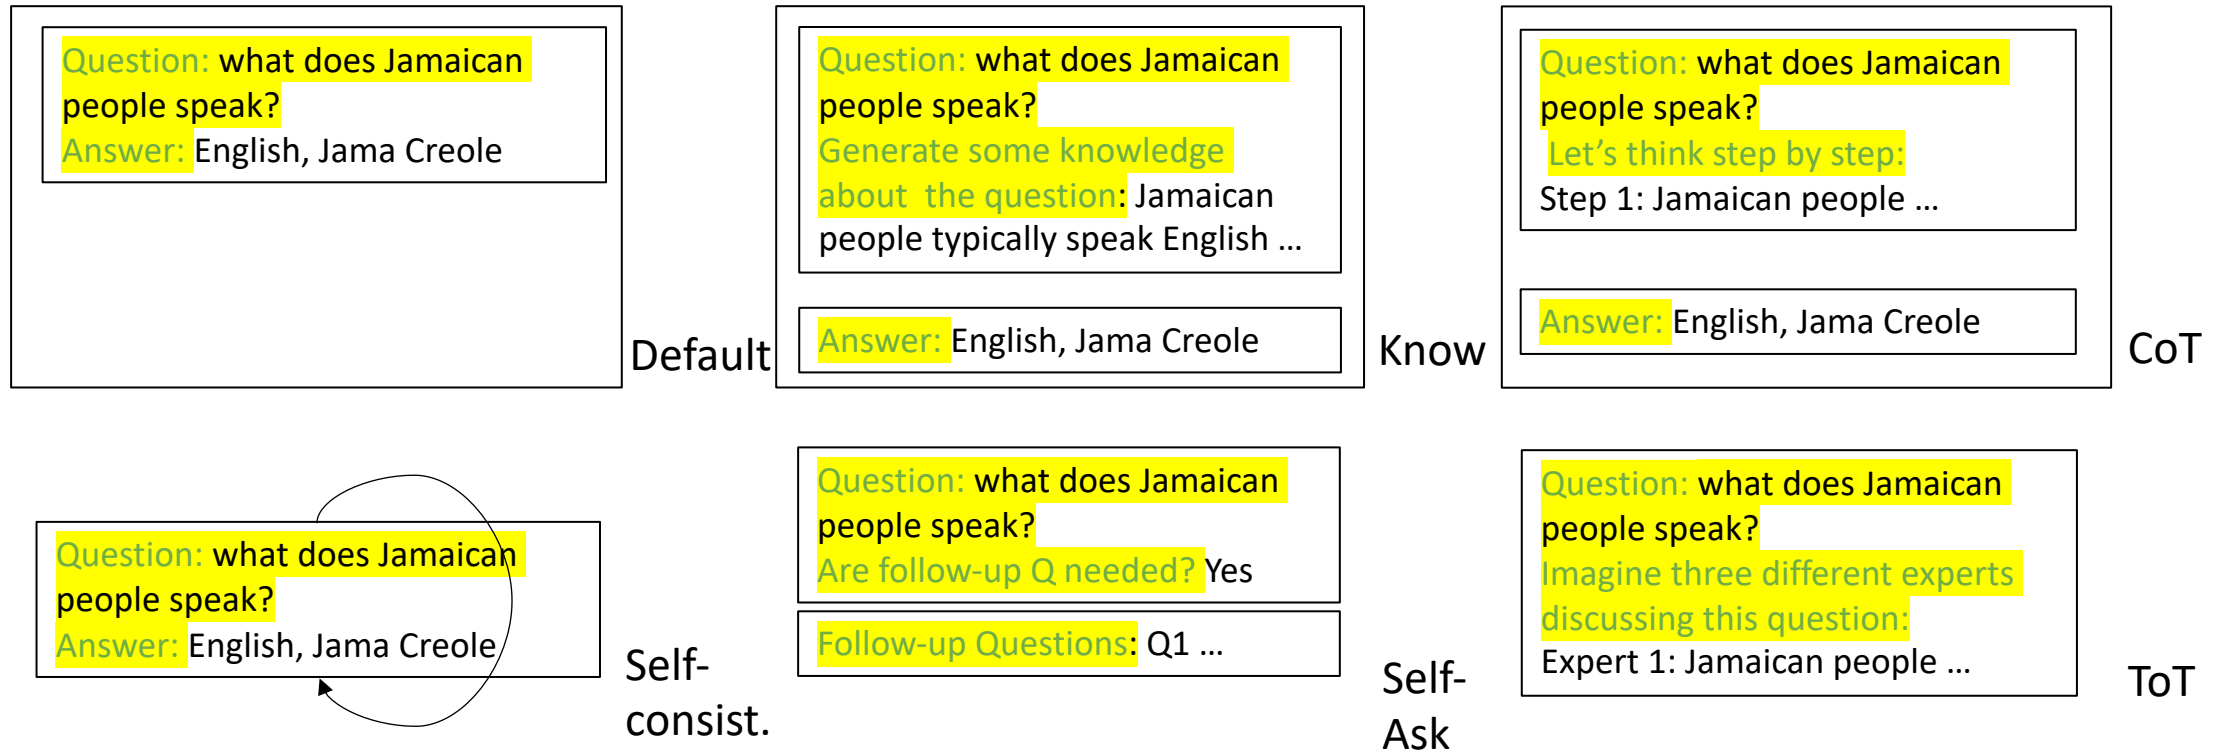 Question: what does Jamaican
people speak?
Answer: English, Jama Creole
Default
Question: what does Jamaican
people speak?
Generate some knowledge
about the question: Jamaican
people typically speak English ...
Answer: English, Jama Creole
Know
Question: what does Jamaican
people speak?
Let’s think step by step:
Step 1: Jamaican people ...
Answer: English, Jama Creole
CoT
Question: what does Jamaican
people speak?
Answer: English, Jama Creole
Self-
consist.
Question: what does Jamaican
people speak?
Are follow-up Q needed? Yes
Follow-up Questions: Q1 ...
Self-
Ask
Question: what does Jamaican
people speak?
Imagine three different experts
discussing this question:
Expert 1: Jamaican people ...
ToT